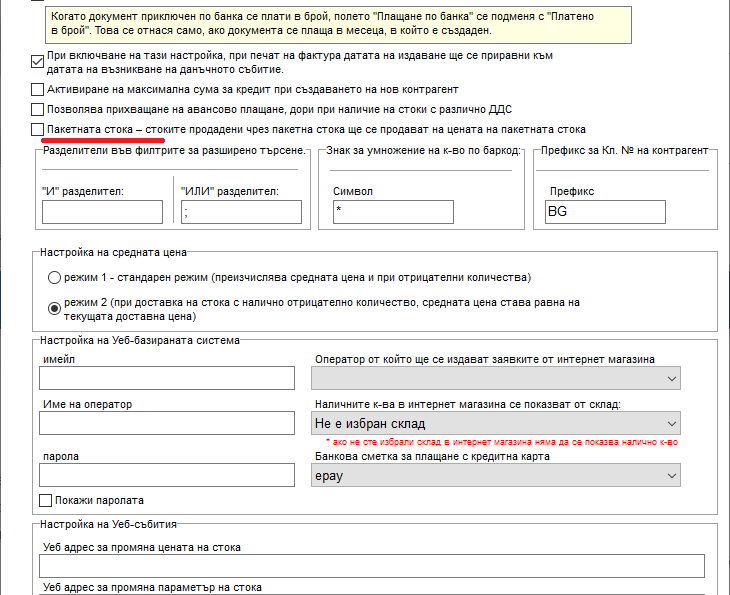 Когато документ приключен по банка се плати в брой, полето "Плащане по банка" се подменя с "Платено
в брой". Това се отнася само, ако документа се плаща в месеца, в който е създаден.
При включване на тази настройка, при печат на фактура датата на издаване ще се приравни към
датата на възникване на данъчното събитие.
Активиране на максимална сума за кредит при създаването на нов контрагент
Позволява прихващане на авансово плащане, дори при наличие на стоки с различно ДДС
Пакетната стока – стоките продадени чрез пакетна стока ще се продават на цената на пакетната стока
Разделители във филтрите за разширено търсене.
"И" разделител:
"ИЛИ" разделител:
;
Знак за умножение на к-во по баркод:
Символ
*
Префикс за Кл. № на контрагент
Префикс
BG
Настройка на средната цена
режим 1 - стандарен режим (преизчислява средната цена и при отрицателни количества)
режим 2 (при доставка на стока с налично отрицателно количество, средната цена става равна на
текущата доставна цена)
Настройка на Уеб-базираната система
имейл
Оператор от който ще се издават заявките от интернет магазина
Име на оператор
Наличните к-ва в интернет магазина се показват от склад:
Не е избран склад
* ако не сте избрали склад в интернет магазина няма да се показва налично к-во
парола
Банкова сметка за плащане с кредитна карта
epay
Покажи паролата
Настройка на Уеб-събития
Уеб адрес за промяна цената на стока
Уеб адрес за промяна параметър на стока